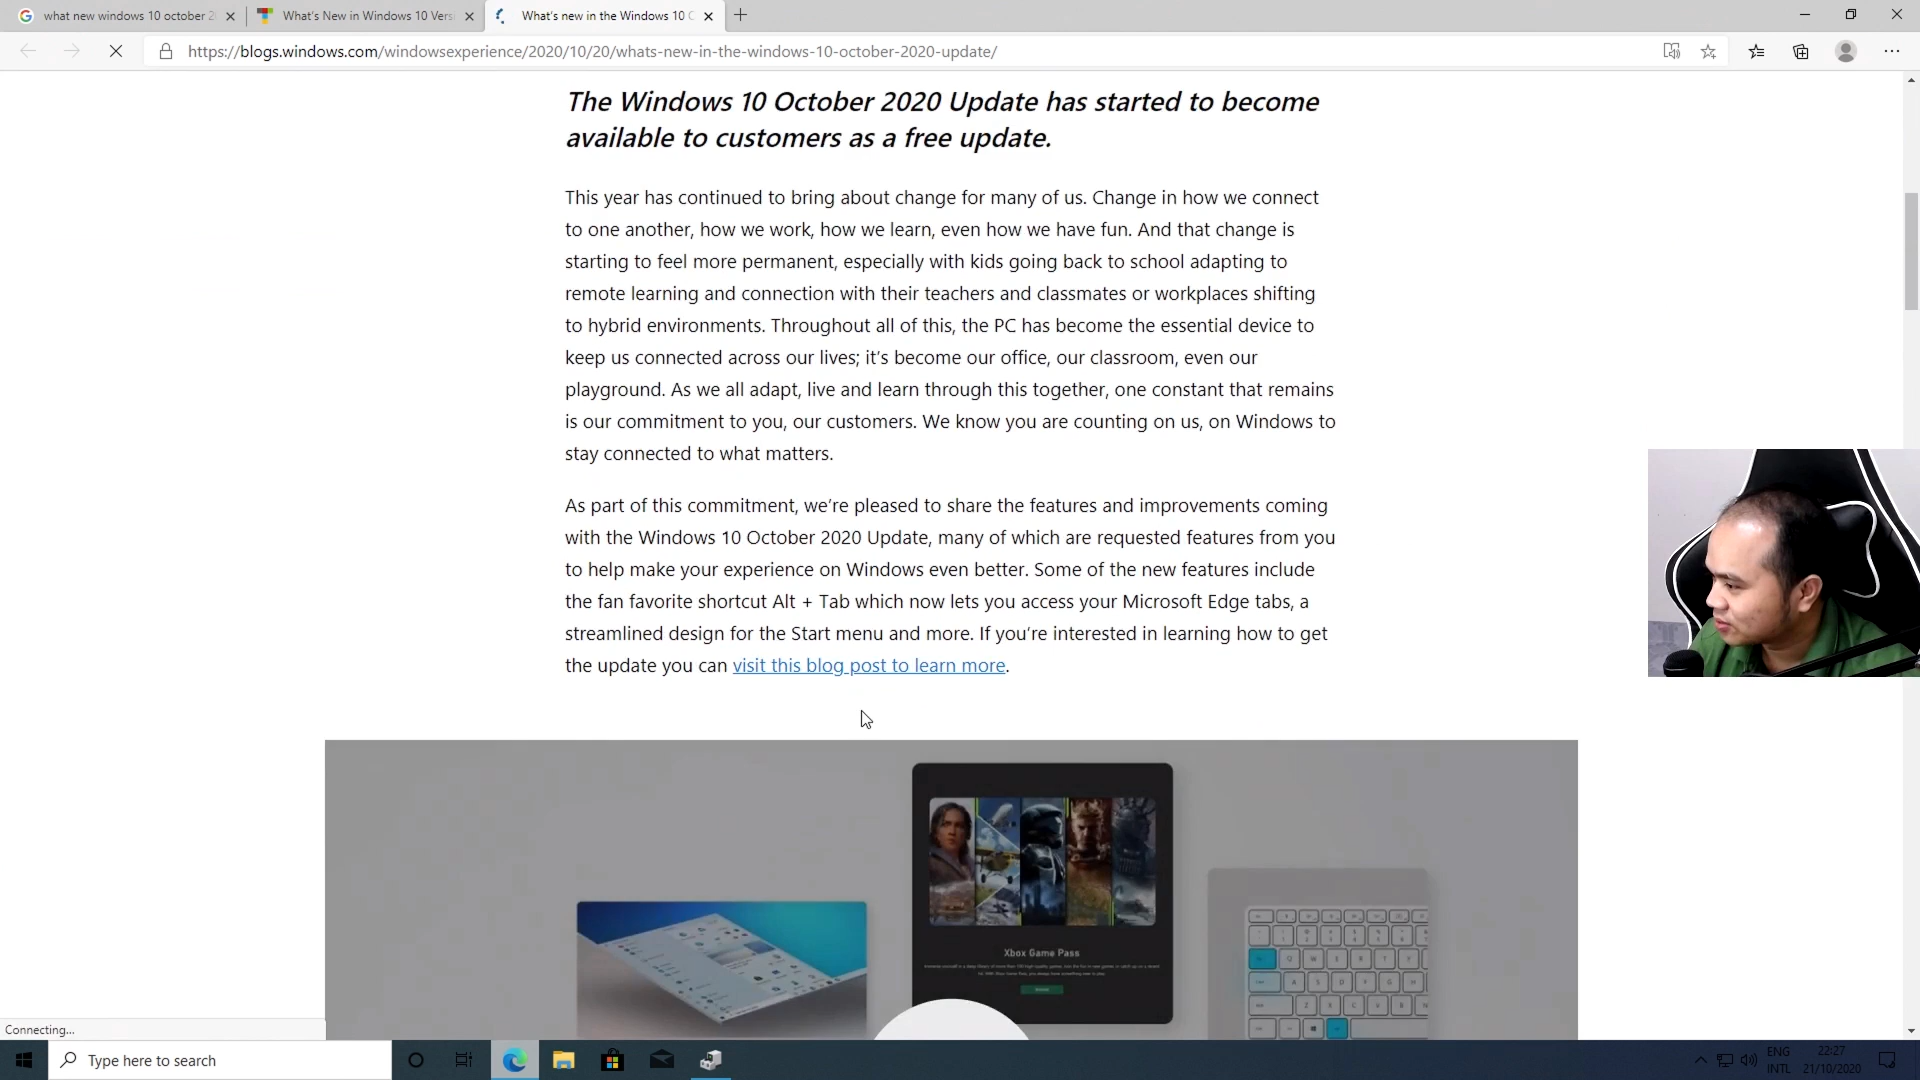 what new windows 10 october 2
What's New in Windows 10 Vers
What's new in the Windows 10 O
https://blogs.windows.com/windowsexperience/2020/10/20/whats-new-in-the-windows-10-october-2020-update/
The Windows 10 October 2020 Update has started to become
available to customers as a free update.
This year has continued to bring about change for many of us. Change in how we connect
to one another, how we work, how we learn, even how we have fun. And that change is
starting to feel more permanent, especially with kids going back to school adapting to
remote learning and connection with their teachers and classmates or workplaces shifting
to hybrid environments. Throughout all of this, the PC has become the essential device to
keep us connected across our lives; it's become our office, our classroom, even our
playground. As we all adapt, live and learn through this together, one constant that remains
is our commitment to you, our customers. We know you are counting on us, on Windows to
stay connected to what matters.
As part of this commitment, we're pleased to share the features and improvements coming
with the Windows 10 October 2020 Update, many of which are requested features from you
to help make your experience on Windows even better. Some of the new features include
the fan favorite shortcut Alt + Tab which now lets you access your Microsoft Edge tabs, a
streamlined design for the Start menu and more. If you're interested in learning how to get
the update you can visit this blog post to learn more.
Xbox Game Pass
Connecting...
Type here to search
ENG
INTL
22:27
21/10/2020